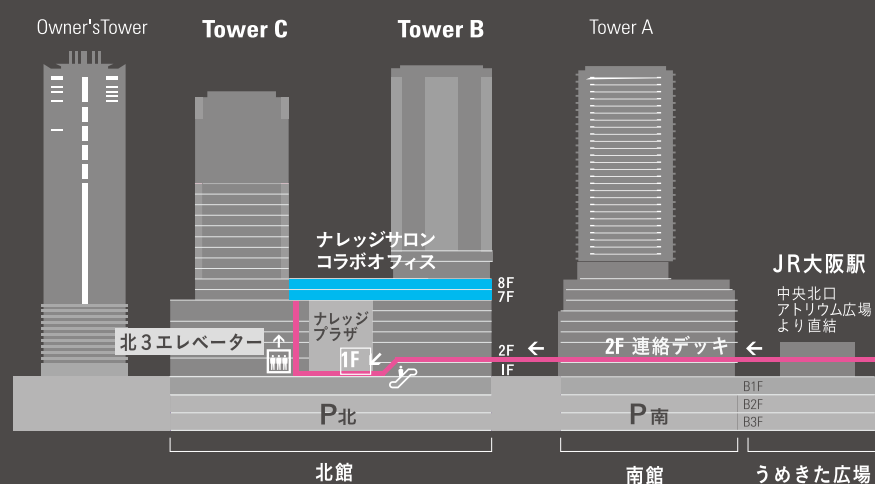 Owner'sTower
Tower C
Tower B
Tower A
ナレッジサロン
コラボオフィス
8F
7F
JR大阪駅
中央北口
アトリウム広場
より直結
ナレッジ
プラザ
北3エレベーター
1F
2F
1F
2F 連絡デッキ
B1F
B2F
B3F
P北
P南
北館
南館
うめきた広場